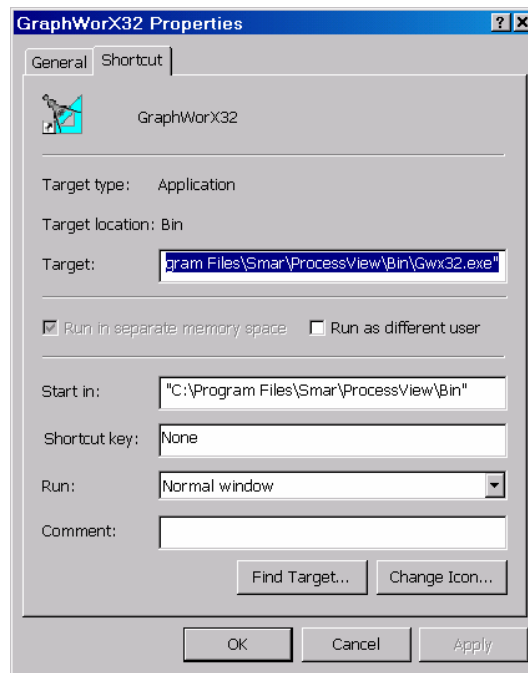 GraphWorX32 Properties
General Shortcut
GraphWorX32
Target type: Application
Target location: Bin
Target: gram Files\Smar\ProcessView\Bin\Gwx32.exe"
Run in separate memory space Run as different user
Start in: "C:\Program Files\Smar\ProcessView\Bin"
Shortcut key: None
Run: Normal window
Comment:
Find Target... Change Icon...
OK Cancel Apply